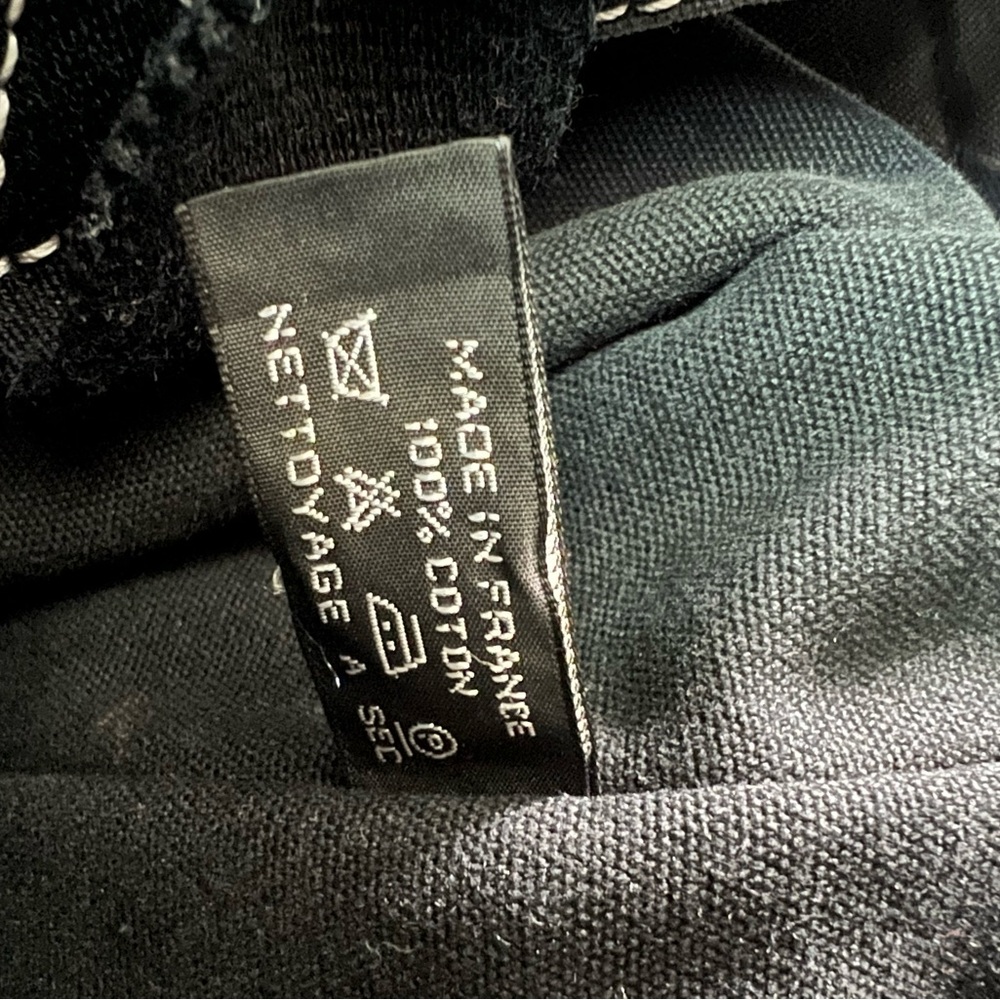 MADE IN FRANCE
100% COTON
P
NETTOYAGE A SEC